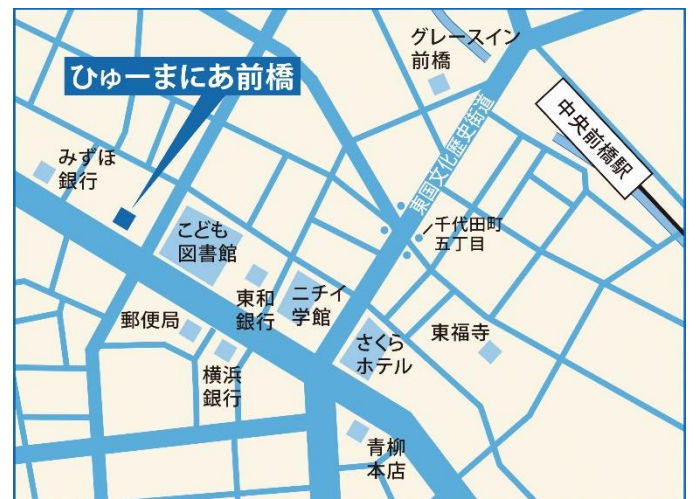 グレースイン
前橋
ひゅーまにあ前橋
中央前橋駅
東国文化歴史街道
みずほ
銀行
千代田町
五丁目
こども
図書館
東和
銀行
ニチイ
学館
郵便局
さくら
ホテル
東福寺
横浜
銀行
青柳
本店